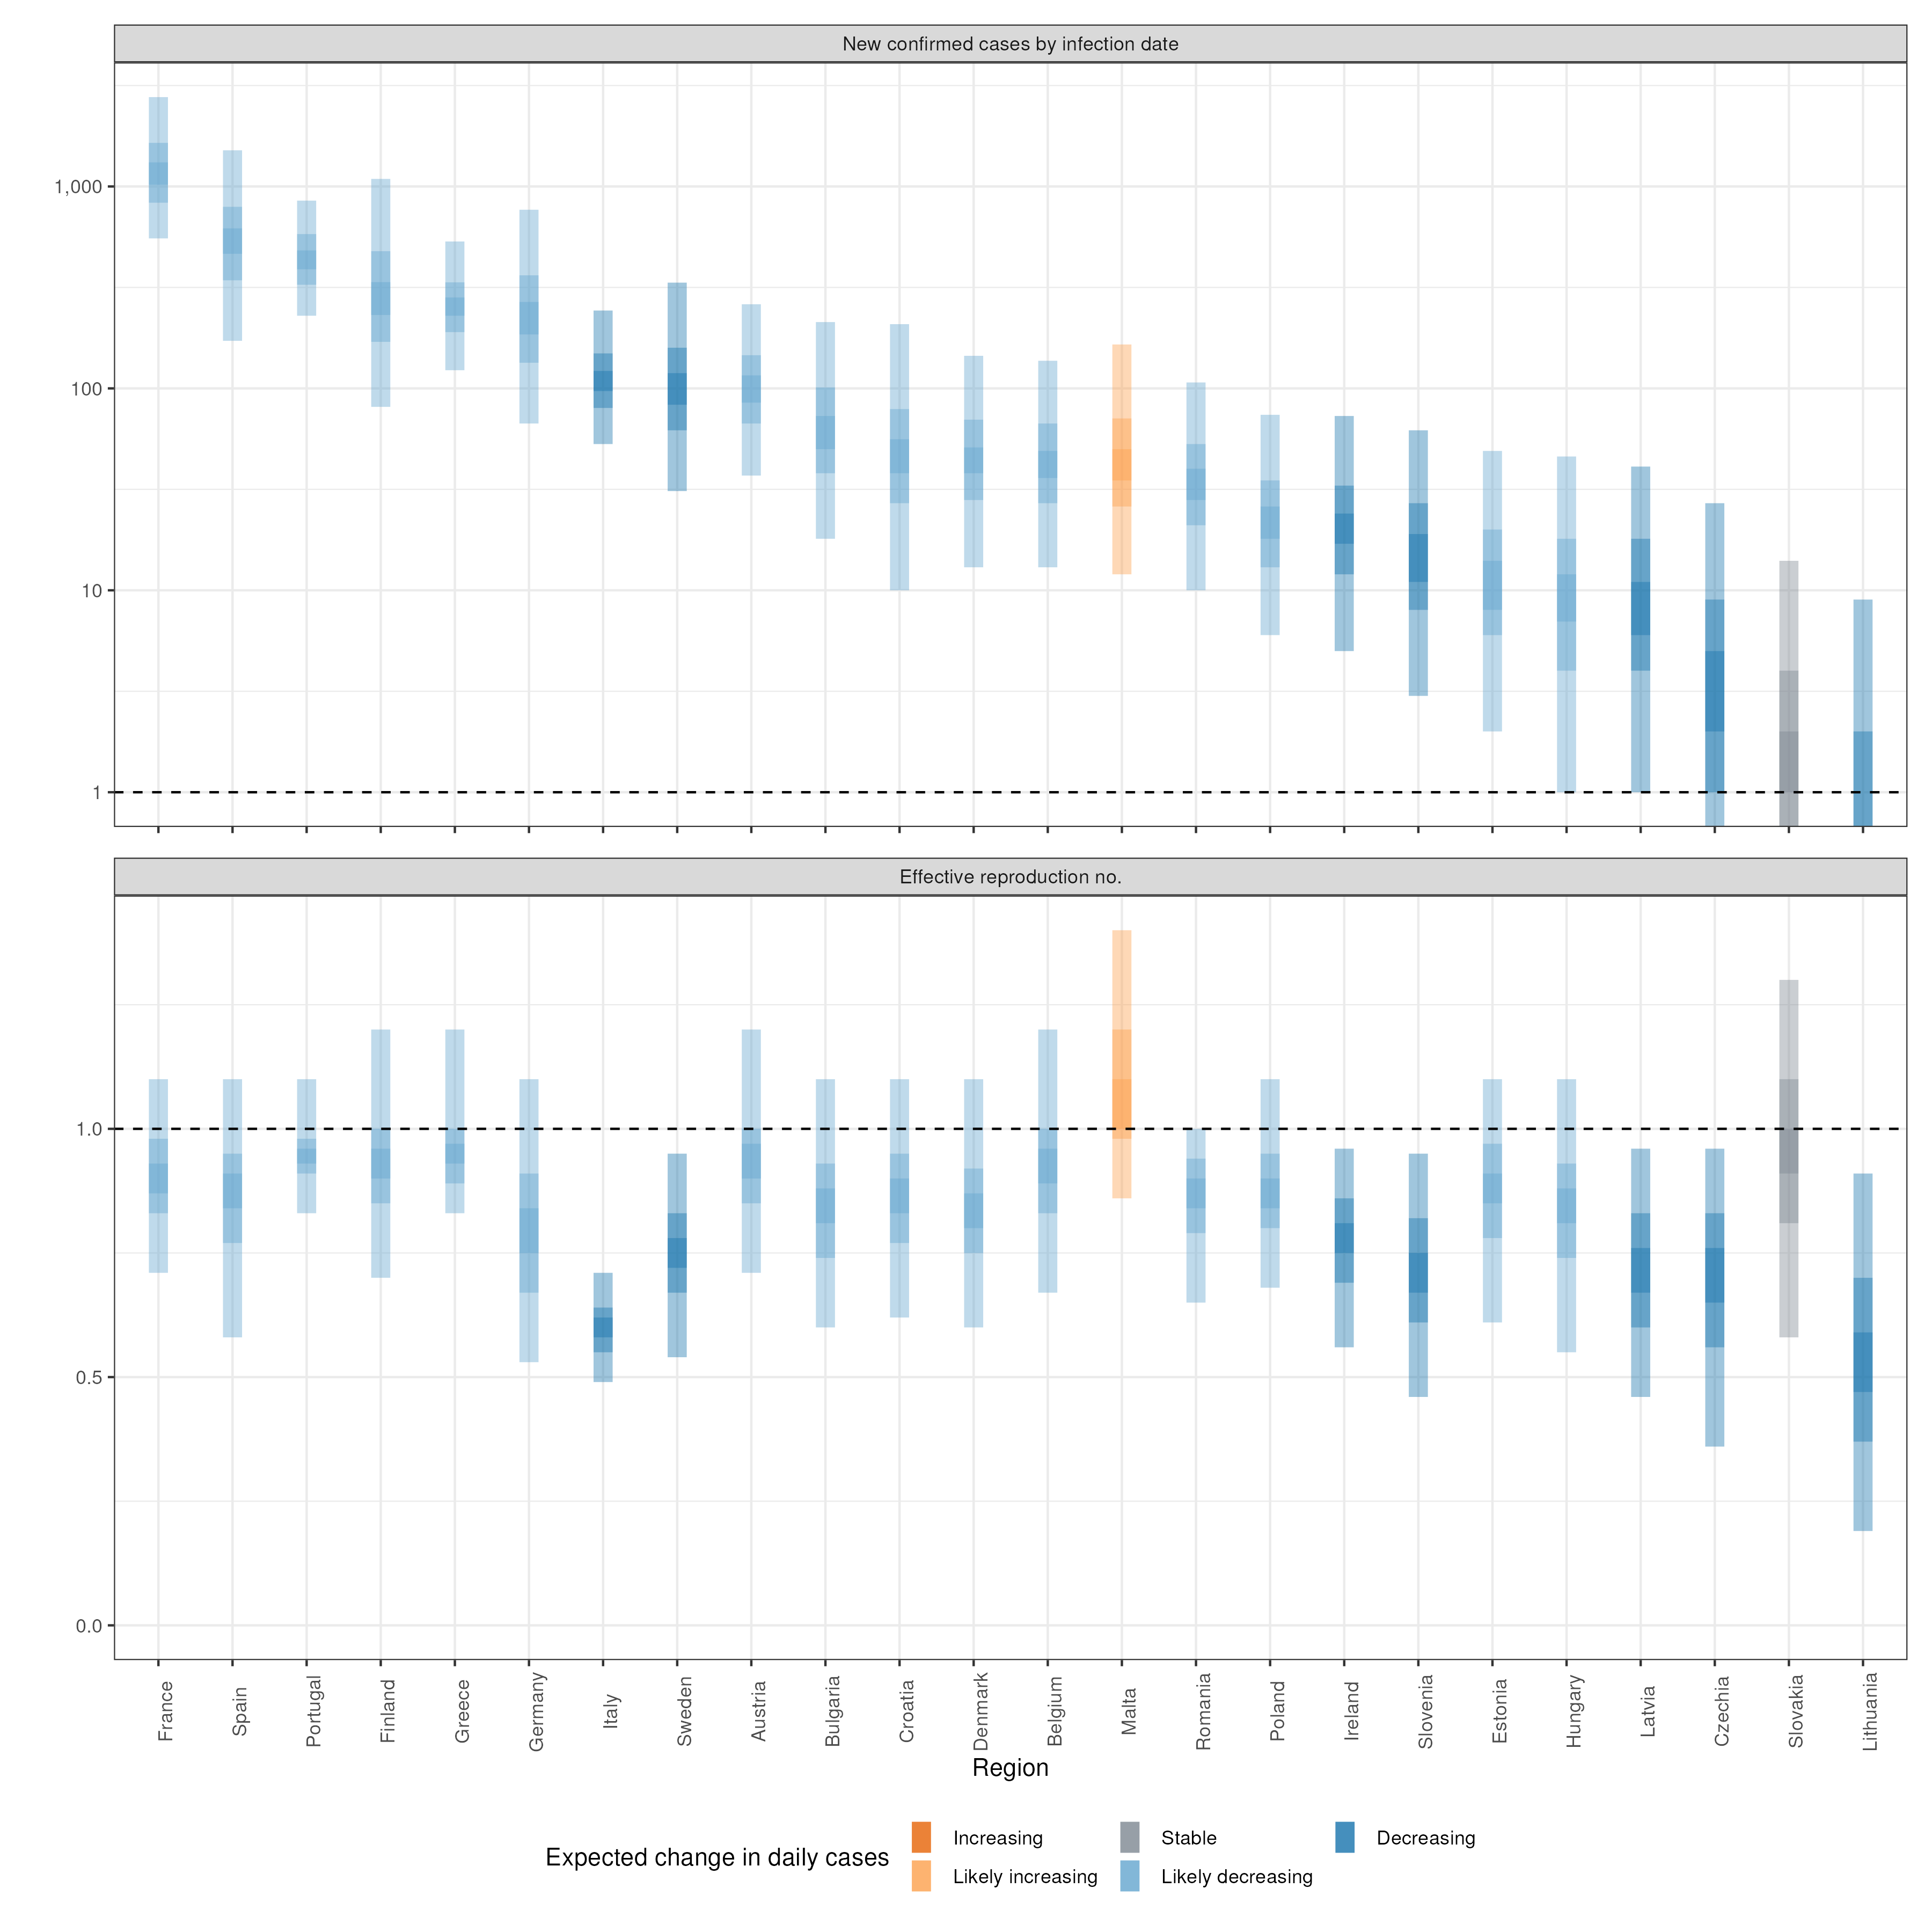 New confirmed cases by infection date
1,000
100
10
1
Effective reproduction no.
1.0
0.5
0.0
France
Spain
Portugal
Finland
Greece
Germany
Italy
Sweden
Austria
Bulgaria
Croatia
Denmark
Belgium
Malta
Romania
Poland
Ireland
Slovenia
Estonia
Hungary
Latvia
Czechia
Slovakia
Lithuania
Region
Expected change in daily cases
Increasing
Stable
Decreasing
Likely increasing
Likely decreasing